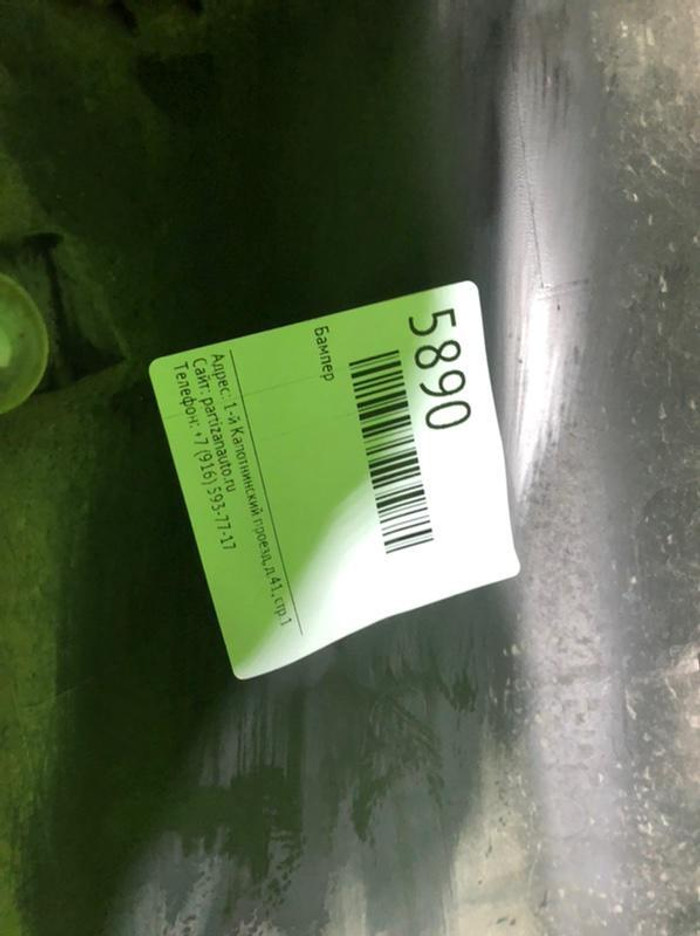 5890
Бампер
Адрес: 1-й Капотнинский проезд, д.41, стр.1
Сайт: partizanauto.ru
Телефон: +7 (916) 593-77-17